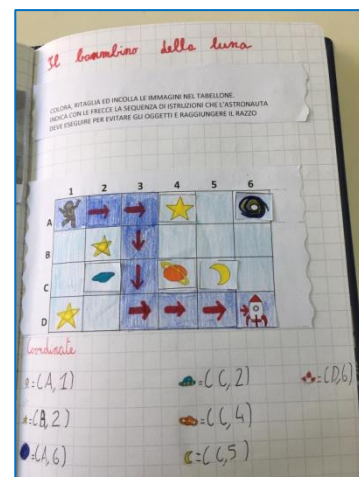 Il bambino della luna
COLORA, RITAGLIA ED INCOLLA LE IMMAGINI NEL TABELLONE.
INDICA CON LE FRECCE LA SEQUENZA DI ISTRUZIONI CHE L'ASTRONAUTA
DEVE ESEGUIRE PER EVITARE GLI OGGETTI E RAGGIUNGERE IL RAZZO
1 2 3 4 5 6
A
B
C
D
Coordinate
=(A,1) =(C,2) =(D,6)
=(B,2) =(C,4)
=(A,6) =(C,5)